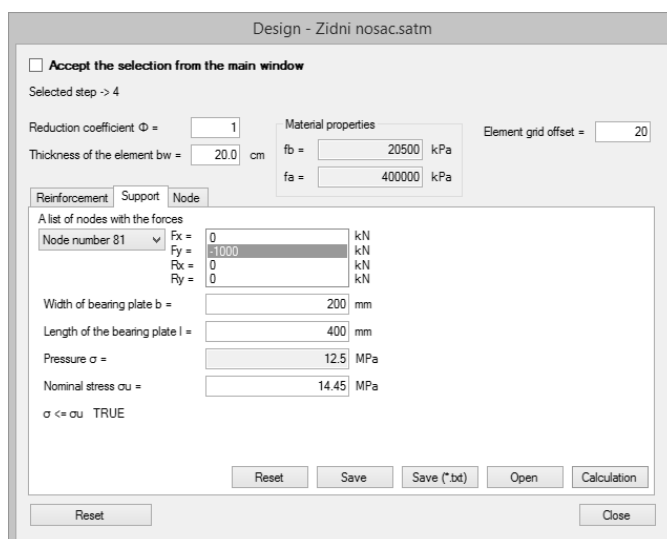 Design - Zidni nosac.satm
Accept the selection from the main window
Selected step -> 4
Reduction coefficient Φ = 1
Thickness of the element bw = 20.0 cm
Material properties
fb = 20500 kPa
fa = 400000 kPa
Element grid offset = 20
Reinforcement Support Node
A list of nodes with the forces
Node number 81
Fx = 0 kN
Fy = -1000 kN
Rx = 0 kN
Ry = 0 kN
Width of bearing plate b = 200 mm
Length of the bearing plate l = 400 mm
Pressure σ = 12.5 MPa
Nominal stress σu = 14.45 MPa
σ <= σu TRUE
Reset Save Save (*.txt) Open Calculation
Reset Close